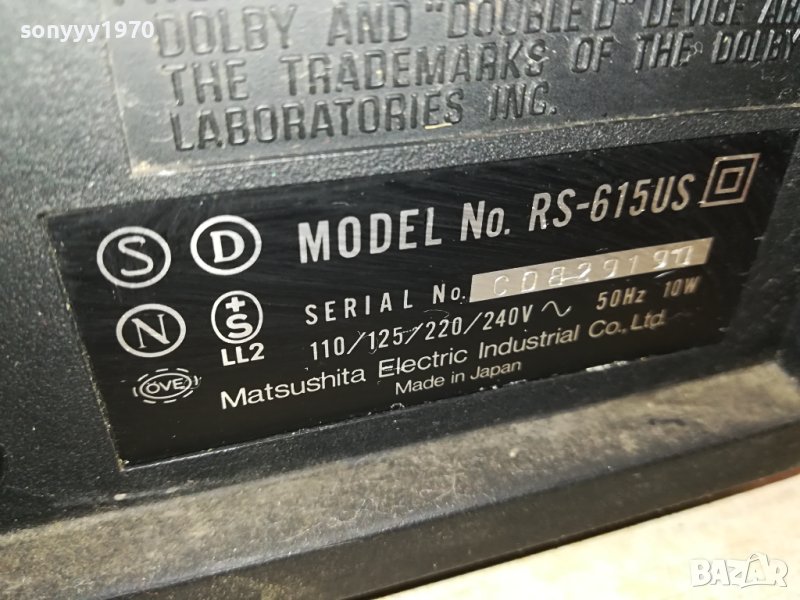 sonyyy1970
DOLBY AND "DOUBLE D" DEVICE ARE
THE TRADEMARKS OF THE DOLBY
LABORATORIES INC.
S D MODEL No. RS-615US
SERIAL No.
N +S 110/125/220/240V ~ 50Hz 10W
LL2
ÖVE Matsushita Electric Industrial Co., Ltd.
Made in Japan
BAZAR